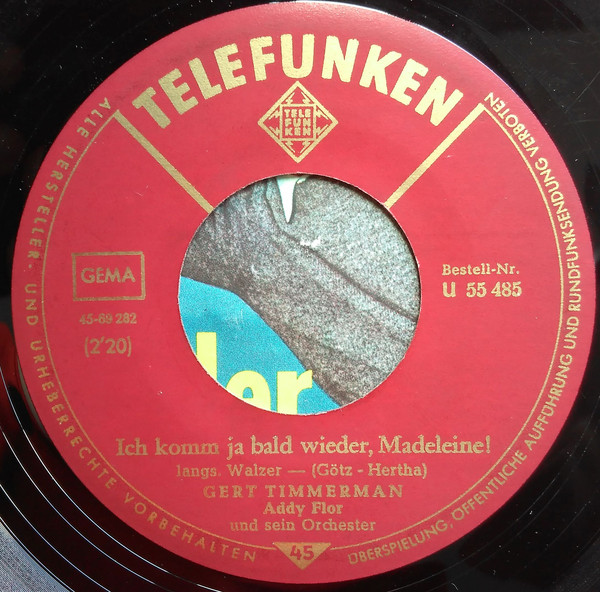 TELEFUNKEN
TELE
FUN
KEN
ALLE HERSTELLER- UND URHEBERRECHTE VORBEHALTEN
ÜBERSPIELUNG, ÖFFENTLICHE AUFFÜHRUNG UND RUNDFUNKSENDUNG VERBOTEN
GEMA
45-69 282
(2'20)
Bestell-Nr.
U 55 485
ler
Ich komm ja bald wieder, Madeleine!
langs. Walzer — (Götz - Hertha)
GERT TIMMERMAN
Addy Flor
und sein Orchester
45